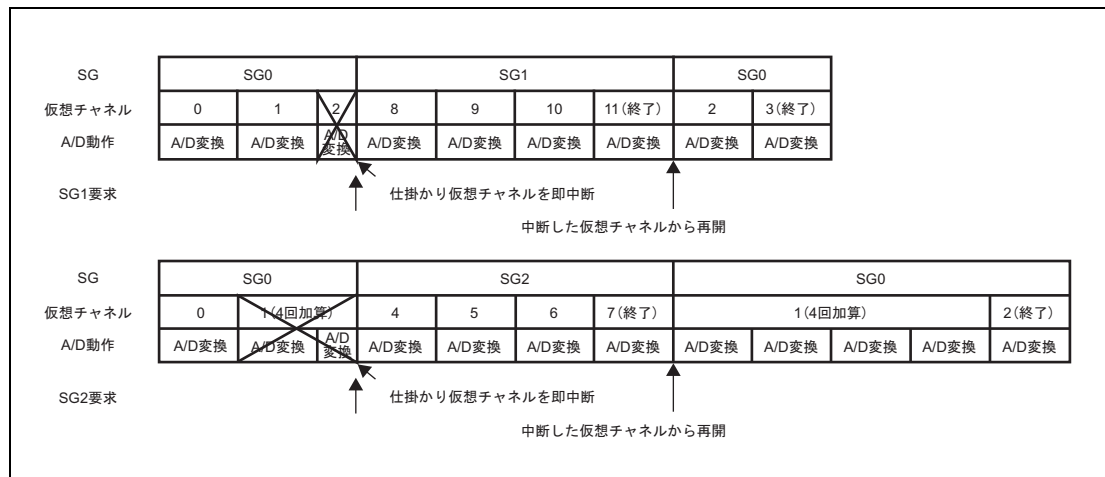 SG SG0 SG1 SG0
仮想チャネル 0 1 2 8 9 10 11(終了) 2 3(終了)
A/D動作 A/D変換 A/D変換 A/D変換 A/D変換 A/D変換 A/D変換 A/D変換 A/D変換 A/D変換
SG1要求 仕掛かり仮想チャネルを即中断
中断した仮想チャネルから再開
SG SG0 SG2 SG0
仮想チャネル 0 1(4回加算) 4 5 6 7(終了) 1(4回加算) 2(終了)
A/D動作 A/D変換 A/D変換 A/D変換 A/D変換 A/D変換 A/D変換 A/D変換 A/D変換 A/D変換 A/D変換 A/D変換 A/D変換
SG2要求 仕掛かり仮想チャネルを即中断
中断した仮想チャネルから再開